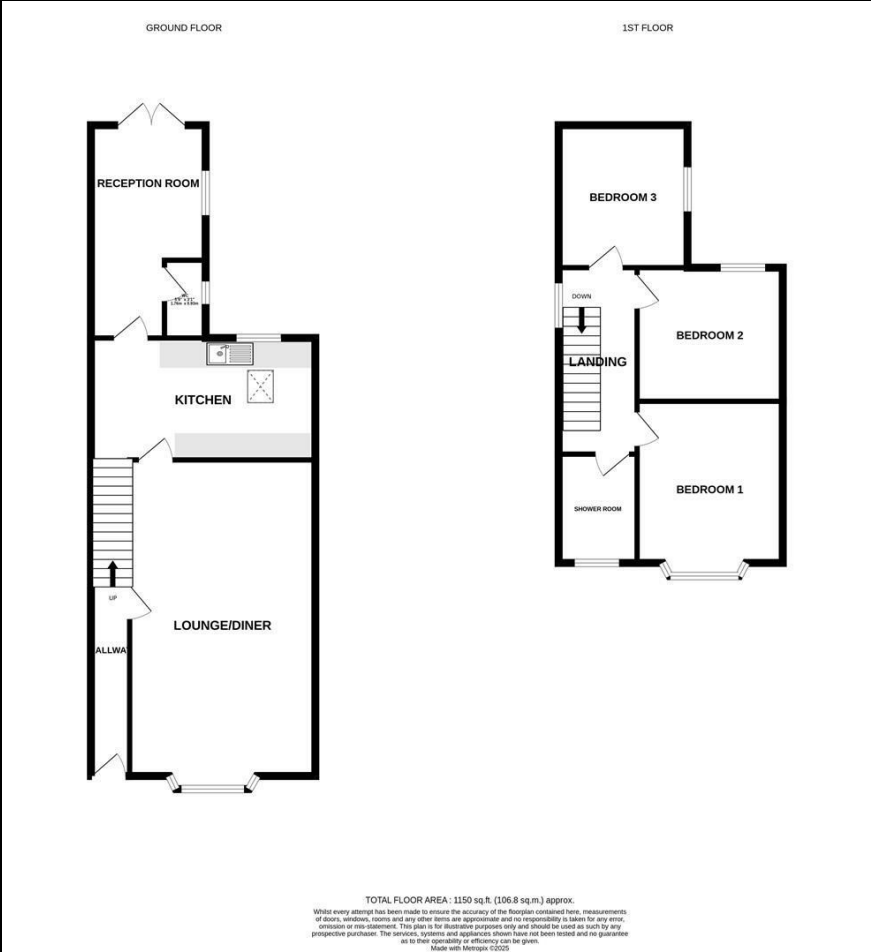 GROUND FLOOR
1ST FLOOR
RECEPTION ROOM
WC
KITCHEN
UP
ALLWA
LOUNGE/DINER
BEDROOM 3
DOWN
LANDING
BEDROOM 2
BEDROOM 1
SHOWER ROOM
TOTAL FLOOR AREA : 1150 sq.ft. (106.8 sq.m.) approx.
Whilst every attempt has been made to ensure the accuracy of the floorplan contained here, measurements
of doors, windows, rooms and any other items are approximate and no responsibility is taken for any error,
omission or mis-statement. This plan is for illustrative purposes only and should be used as such by any
prospective purchaser. The services, systems and appliances shown have not been tested and no guarantee
as to their operability or efficiency can be given.
Made with Metropix ©2025